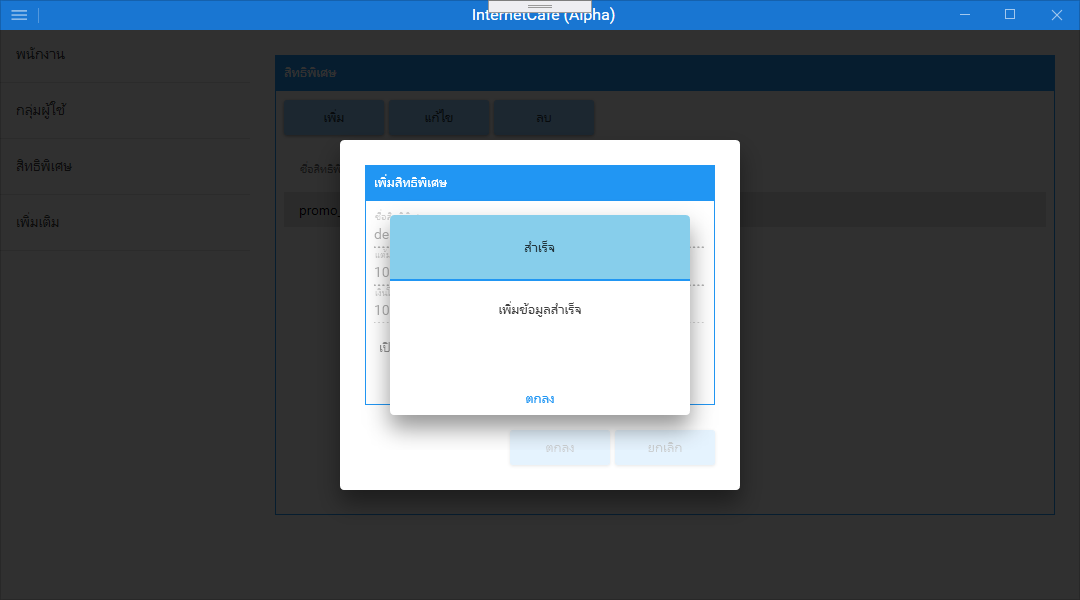 InternetCafe (Alpha)
พนักงาน
กลุ่มผู้ใช้
สิทธิพิเศษ
เพิ่มเติม
สิทธิพิเศษ
เพิ่ม
แก้ไข
ลบ
เพิ่มสิทธิพิเศษ
สำเร็จ
เพิ่มข้อมูลสำเร็จ
ตกลง
10
10
ตกลง
ยกเลิก